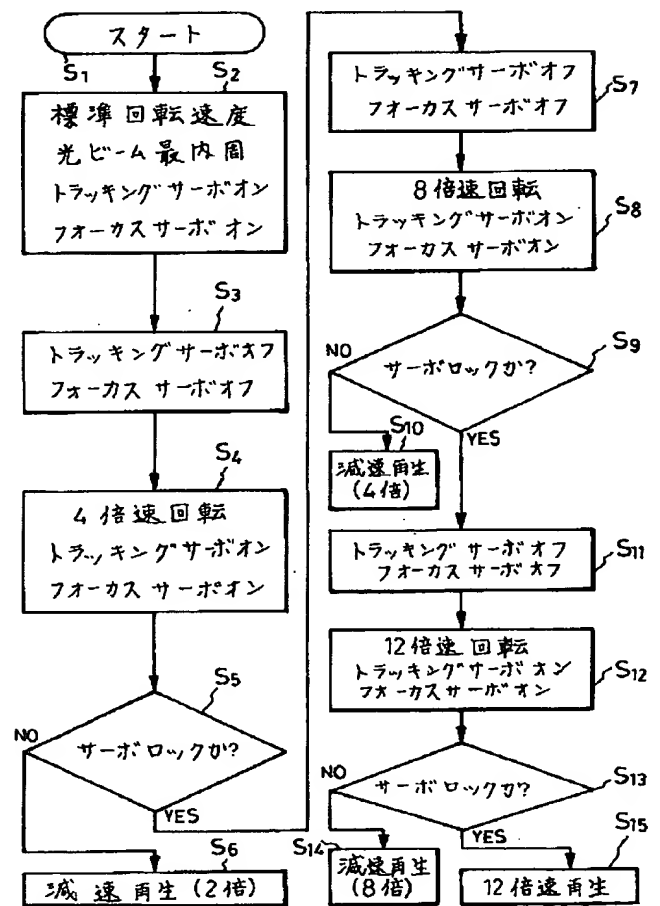 スタート
S1
S2
標準回転速度
光ビーム最内周
トラッキングサーボオン
フォーカスサーボオン
S3
トラッキングサーボオフ
フォーカスサーボオフ
S4
4倍速回転
トラッキングサーボオン
フォーカスサーボオン
S5
NO
サーボロックか?
YES
S6
減速再生(2倍)
トラッキングサーボオフ
フォーカスサーボオフ
S7
8倍速回転
トラッキングサーボオン
フォーカスサーボオン
S8
NO
サーボロックか?
S9
YES
S10
減速再生
(4倍)
トラッキングサーボオフ
フォーカスサーボオフ
S11
12倍速回転
トラッキングサーボオン
フォーカスサーボオン
S12
NO
サーボロックか?
S13
YES
S14
減速再生
(8倍)
S15
12倍速再生